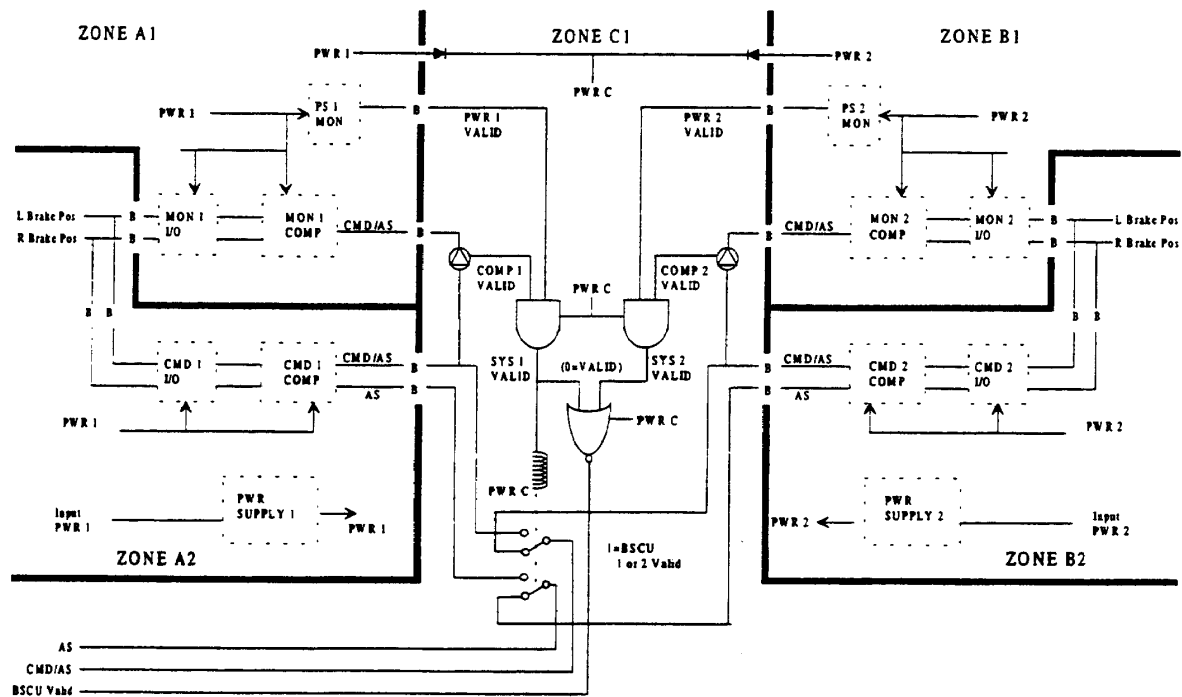 ZONE A1
ZONE C1
ZONE B1
PWR 1
PWR 2
PWR C
PWR 1
PS 1
MON
B
PWR 1
VALID
PWR 2
VALID
B
PS 2
MON
PWR 2
L Brake Pos
R Brake Pos
B
B
MON 1
I/O
MON 1
COMP
CMD/AS
B
COMP 1
VALID
COMP 2
VALID
B
CMD/AS
MON 2
COMP
MON 2
I/O
B
B
L Brake Pos
R Brake Pos
PWR C
B
B
B
B
CMD 1
I/O
CMD 1
COMP
CMD/AS
AS
B
B
SYS 1
VALID
(0=VALID)
SYS 2
VALID
B
B
CMD/AS
AS
CMD 2
COMP
CMD 2
I/O
PWR 1
PWR C
PWR 2
PWR C
Input
PWR 1
PWR
SUPPLY 1
PWR 1
PWR 2
PWR
SUPPLY 2
Input
PWR 2
1=BSCU
1 or 2 Valid
ZONE A2
ZONE B2
AS
CMD/AS
BSCU Valid